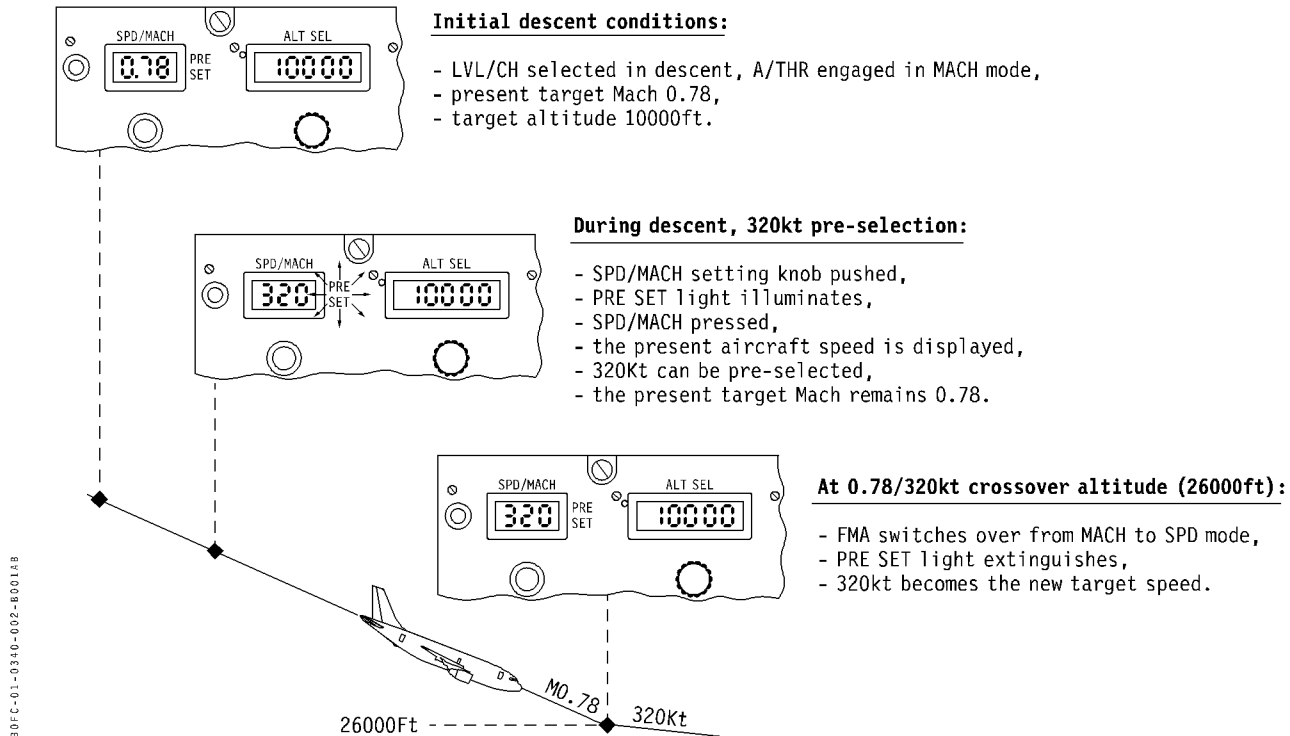 Initial descent conditions:
SPD/MACH
ALT SEL
0.78
PRE
SET
10000
- LVL/CH selected in descent, A/THR engaged in MACH mode,
- present target Mach 0.78,
- target altitude 10000ft.
During descent, 320kt pre-selection:
SPD/MACH
ALT SEL
320
PRE
SET
10000
- SPD/MACH setting knob pushed,
- PRE SET light illuminates,
- SPD/MACH pressed,
- the present aircraft speed is displayed,
- 320Kt can be pre-selected,
- the present target Mach remains 0.78.
At 0.78/320kt crossover altitude (26000ft):
SPD/MACH
ALT SEL
320
PRE
SET
10000
- FMA switches over from MACH to SPD mode,
- PRE SET light extinguishes,
- 320kt becomes the new target speed.
M0.78
320Kt
26000Ft